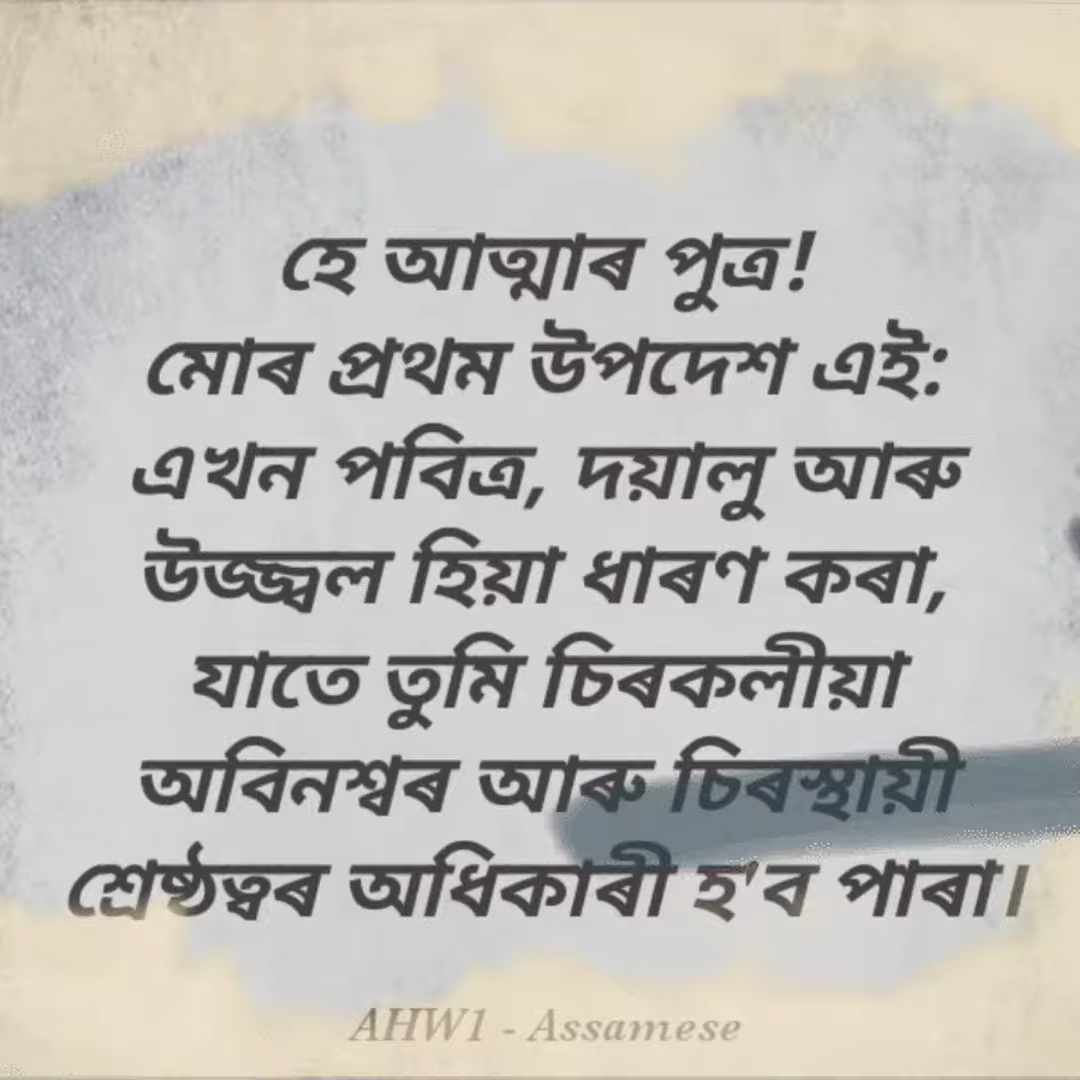 হে আত্মাৰ পুত্ৰ!
মোৰ প্ৰথম উপদেশ এই:
এখন পবিত্ৰ, দয়ালু আৰু
উজ্জ্বল হিয়া ধাৰণ কৰা,
যাতে তুমি চিৰকলীয়া
অবিনশ্বৰ আৰু চিৰস্থায়ী
শ্ৰেষ্ঠত্বৰ অধিকাৰী হ'ব পাৰা।
AHW1 - Assamese